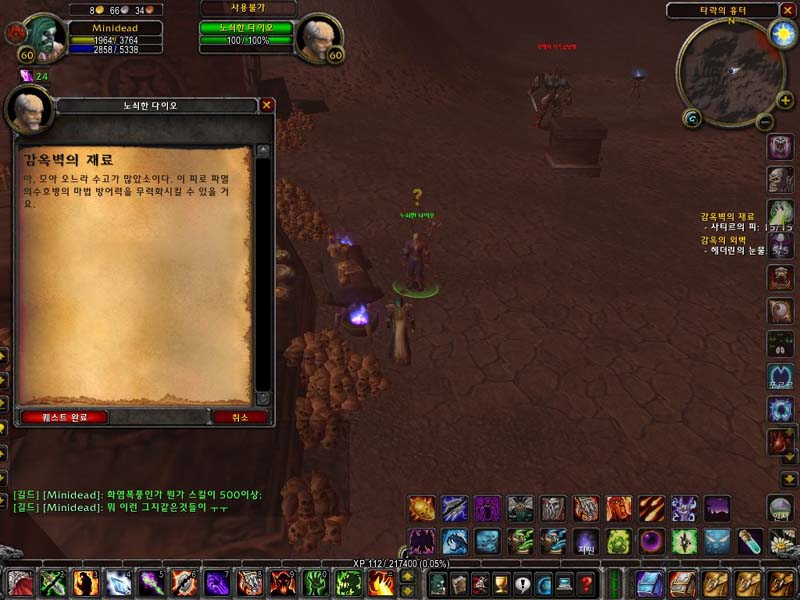 8 66 34
사용불가
타락의 흉터
N
Minidead
1964/ 3764
2858/ 5338
60
노쇠한 다이오
100/ 100%
60
24
노쇠한 다이오
감옥벽의 재료
아, 모아 오느라 수고가 많았소이다. 이 피로 파멸
의수호병의 마법 방어력을 무력화시킬 수 있을 거
요.
노쇠한 다이오
감옥벽의 재료
- 사티르의 피: 15/15
감옥의 외벽
- 헤더린의 눈물 5/5
퀘스트 완료
취소
[길드] [Minidead]: 화염폭풍인가 뭔가 스킬이 500이상;
[길드] [Minidead]: 뭐 이런 그지같은것들이 ㅜㅜ
XP 112 / 217400 (0.05%)